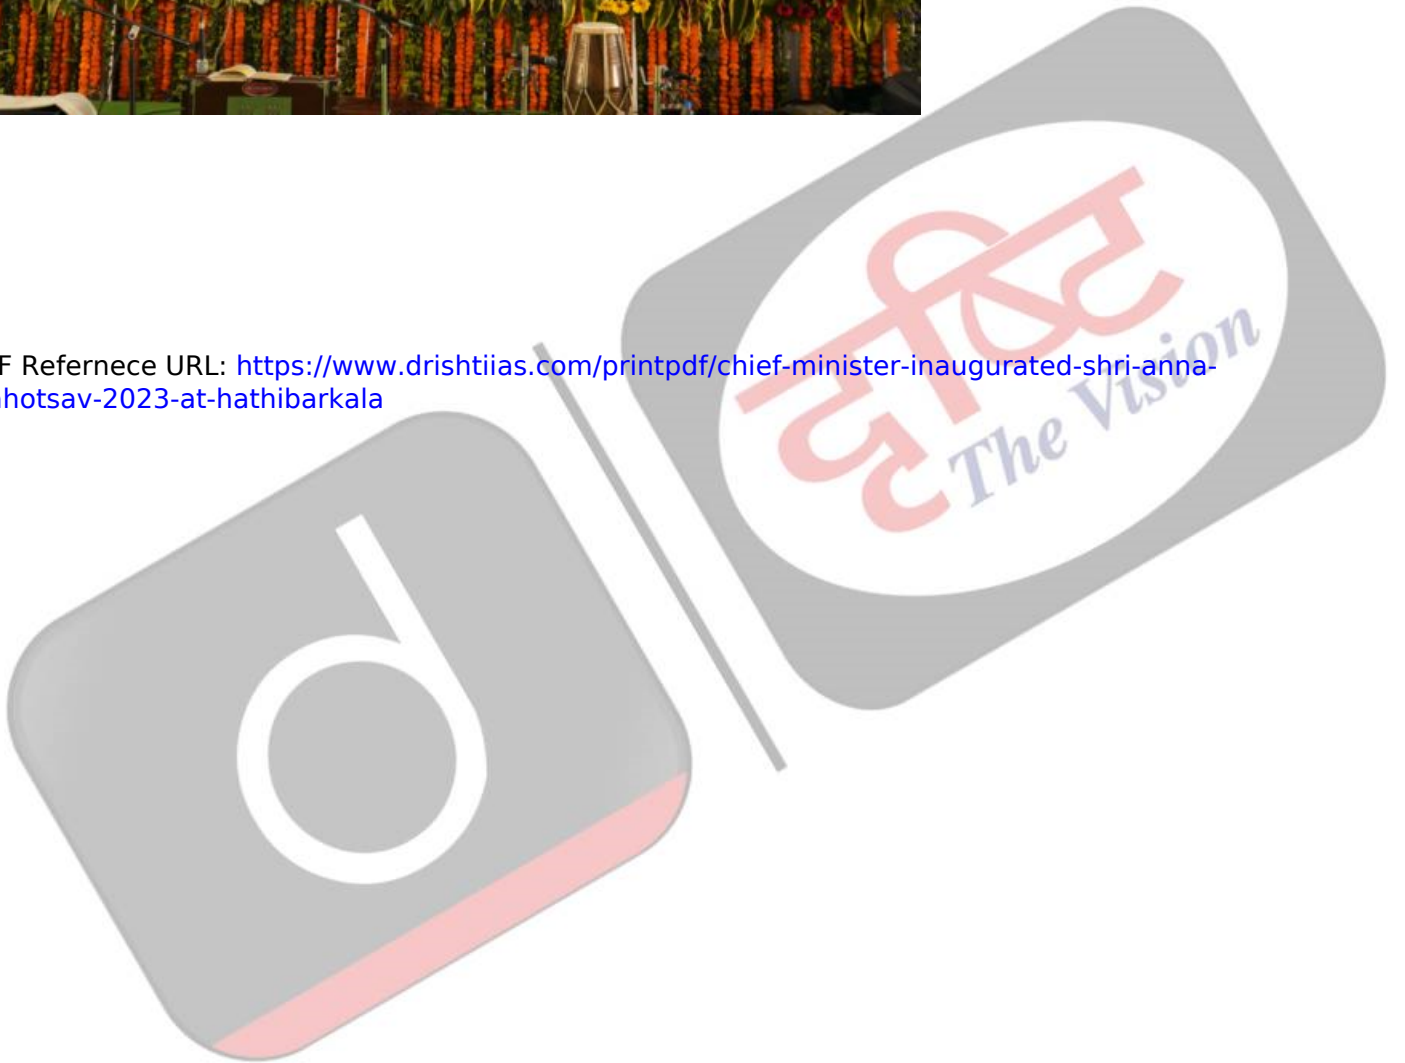 F Refernece URL: https://www.drishtiias.com/printpdf/chief-minister-inaugurated-shri-anna-
hotsav-2023-at-hathibarkala
दृष्टि
The Vision
d